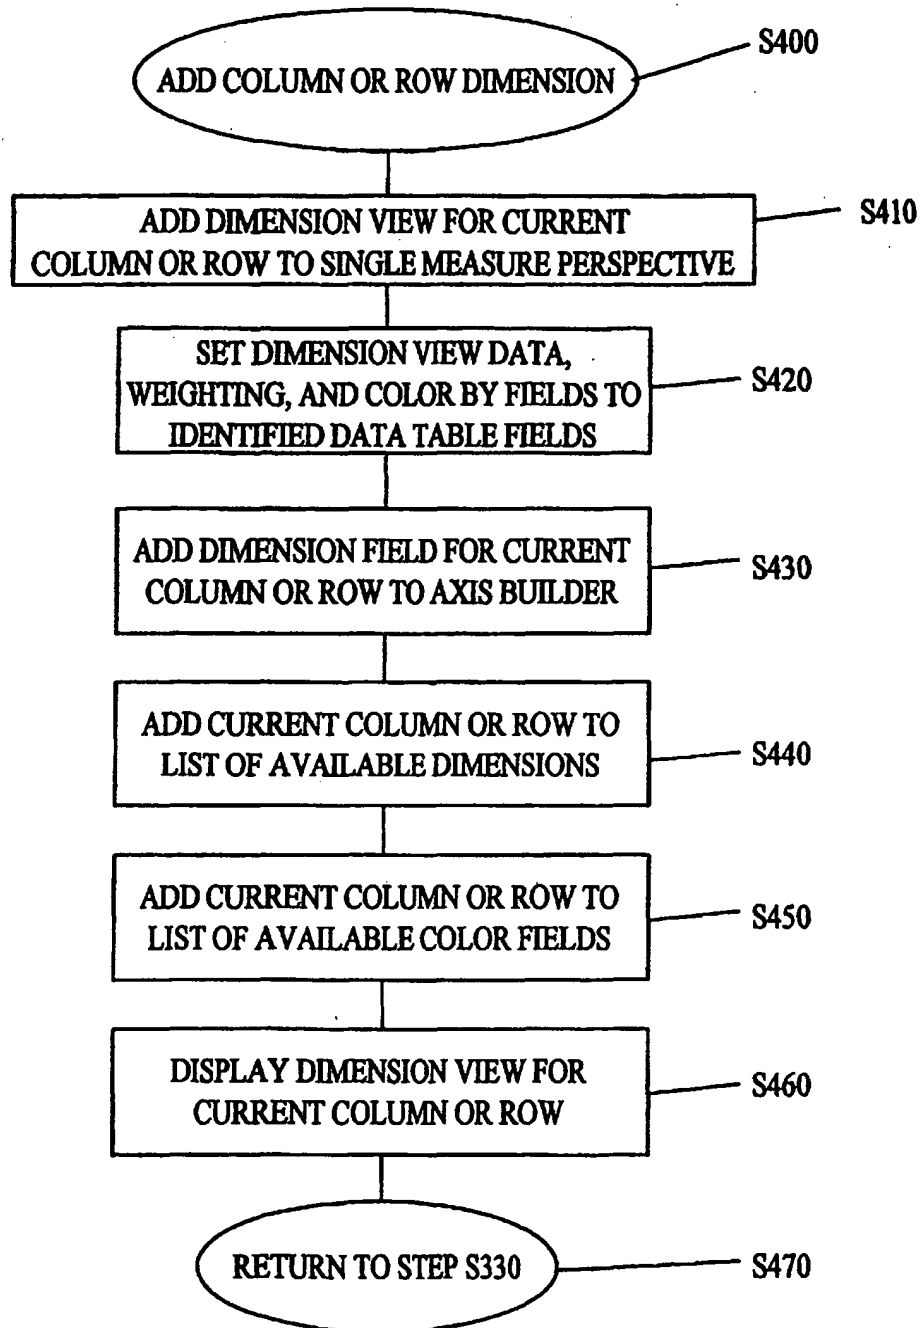 S400
ADD COLUMN OR ROW DIMENSION
S410
ADD DIMENSION VIEW FOR CURRENT
COLUMN OR ROW TO SINGLE MEASURE PERSPECTIVE
SET DIMENSION VIEW DATA,
WEIGHTING, AND COLOR BY FIELDS TO
IDENTIFIED DATA TABLE FIELDS
S420
ADD DIMENSION FIELD FOR CURRENT
COLUMN OR ROW TO AXIS BUILDER
S430
ADD CURRENT COLUMN OR ROW TO
LIST OF AVAILABLE DIMENSIONS
S440
ADD CURRENT COLUMN OR ROW TO
LIST OF AVAILABLE COLOR FIELDS
S450
DISPLAY DIMENSION VIEW FOR
CURRENT COLUMN OR ROW
S460
RETURN TO STEP S330
S470